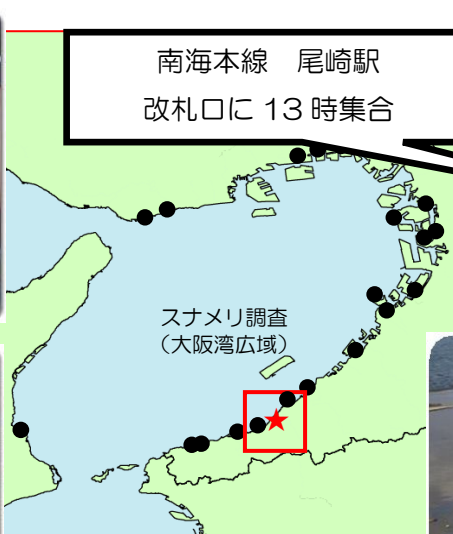 南海本線　尾崎駅
改札口に 13 時集合
スナメリ調査
（大阪湾広域）